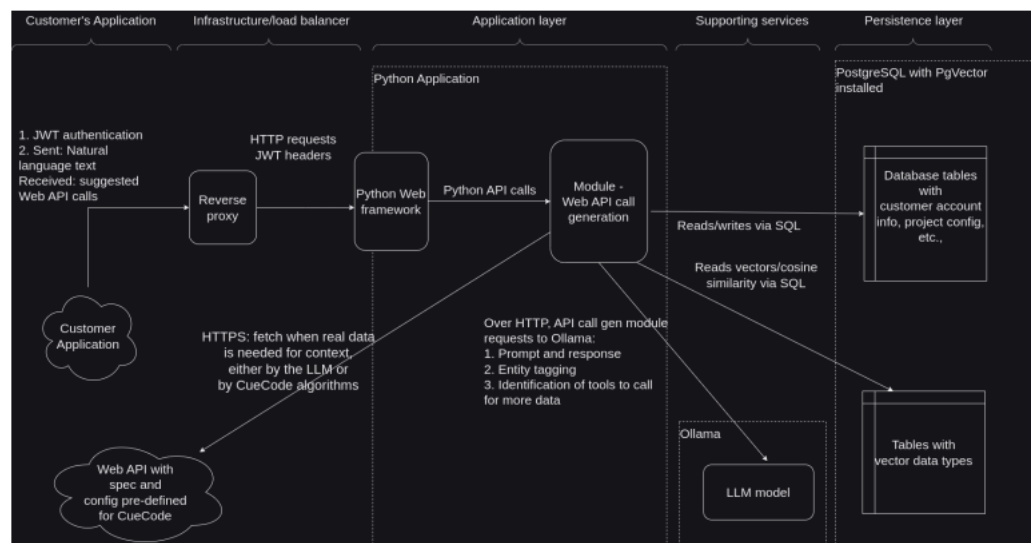 Customer's Application
Infrastructure/load balancer
Application layer
Supporting services
Persistence layer
Python Application
PostgreSQL with PgVector
installed
1. JWT authentication
2. Sent: Natural
language text
Received: suggested
Web API calls
HTTP requests
JWT headers
Reverse
proxy
Python Web
framework
Python API calls
Module -
Web API call
generation
Database tables
with
customer account
info, project config,
etc.,
Reads/writes via SQL
Reads vectors/cosine
similarity via SQL
Customer
Application
HTTPS: fetch when real data
is needed for context,
either by the LLM or
by CueCode algorithms
Over HTTP, API call gen module
requests to Ollama:
1. Prompt and response
2. Entity tagging
3. Identification of tools to call
for more data
Ollama
LLM model
Tables with
vector data types
Web API with
spec and
config pre-defined
for CueCode